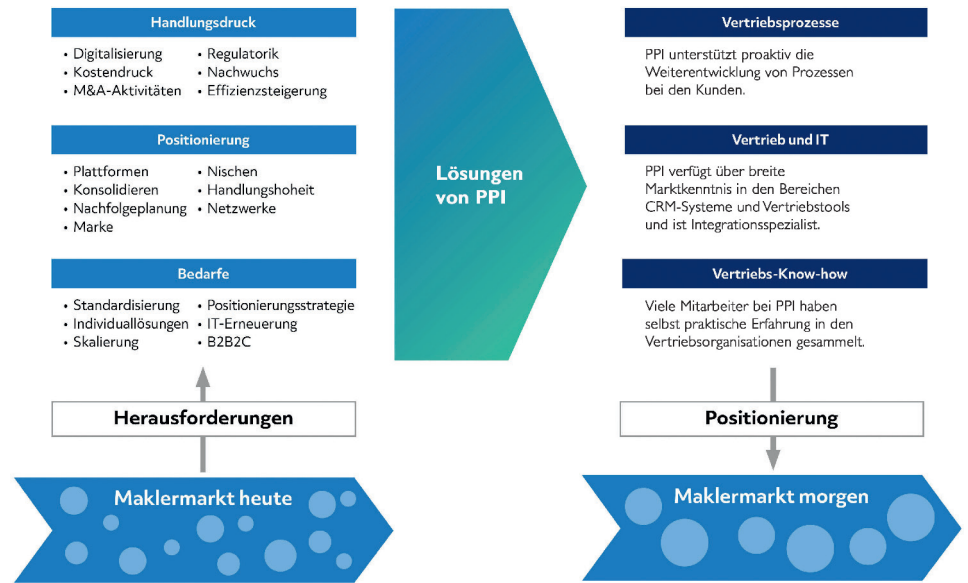 Handlungsdruck
• Digitalisierung
• Kostendruck
• M&A-Aktivitäten
• Regulatorik
• Nachwuchs
• Effizienzsteigerung
Positionierung
• Plattformen
• Konsolidieren
• Nachfolgeplanung
• Marke
• Nischen
• Handlungshoheit
• Netzwerke
Bedarfe
• Standardisierung
• Individuallösungen
• Skalierung
• Positionierungsstrategie
• IT-Erneuerung
• B2B2C
Herausforderungen
Maklermarkt heute
Lösungen
von PPI
Vertriebsprozesse
PPI unterstützt proaktiv die
Weiterentwicklung von Prozessen
bei den Kunden.
Vertrieb und IT
PPI verfügt über breite
Marktkenntnis in den Bereichen
CRM-Systeme und Vertriebstools
und ist Integrationsspezialist.
Vertriebs-Know-how
Viele Mitarbeiter bei PPI haben
selbst praktische Erfahrung in den
Vertriebsorganisationen gesammelt.
Positionierung
Maklermarkt morgen